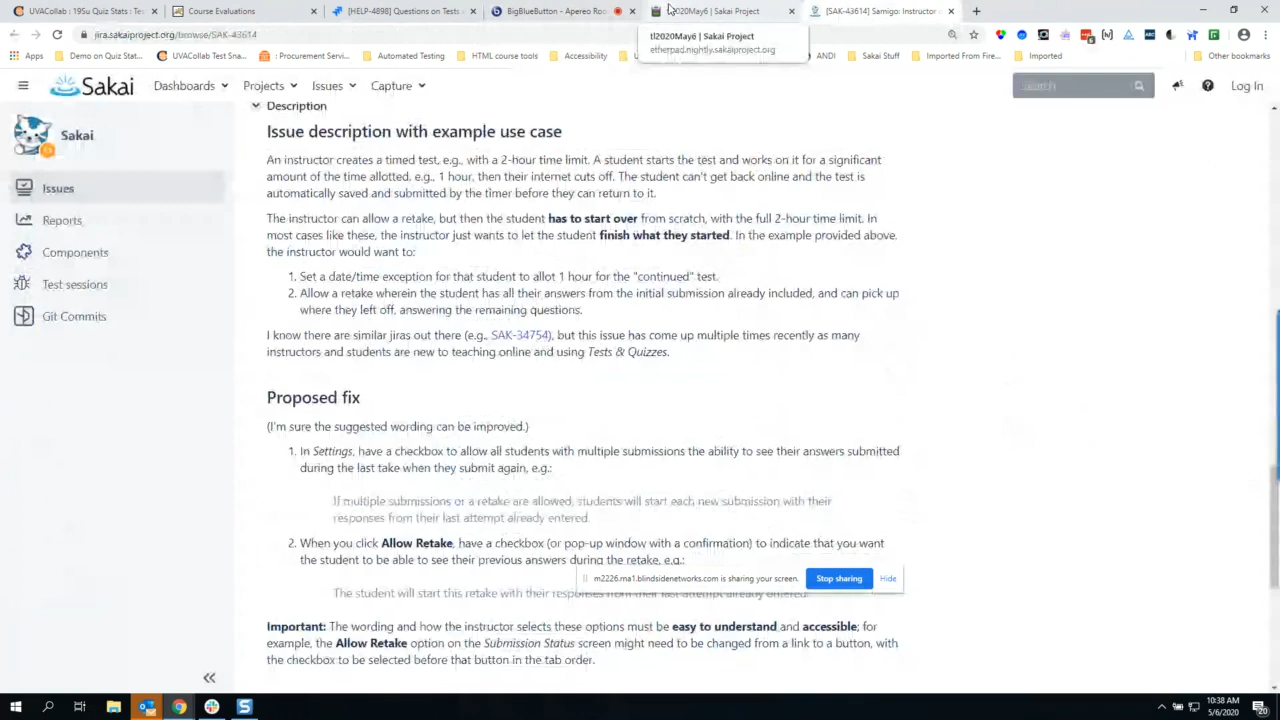 UVACollab : 19Su Quiz Stats : Te
Course Evaluations
[HELP-4898] Questions on Tests
BigBlueButton - Apereo Roo
tl2020May6 | Sakai Project
[SAK-43614] Samigo: Instructor
jira.sakaiproject.org/browse/SAK-43614
tl2020May6 | Sakai Project
etherpad.nightly.sakaiproject.org
Apps
Demo on Quiz Stat...
UVACollab Test Sna...
: Procurement Servi...
Automated Testing
HTML course tools
Accessibility
ANDI
Sakai Stuff
Imported From Fire...
Imported
Other bookmarks
Sakai
Dashboards
Projects
Issues
Capture
Search
Log In
Sakai
Issues
Reports
Components
Test sessions
Git Commits
Description
Issue description with example use case
An instructor creates a timed test, e.g., with a 2-hour time limit. A student starts the test and works on it for a significant
amount of the time allotted, e.g., 1 hour, then their internet cuts off. The student can't get back online and the test is
automatically saved and submitted by the timer before they can return to it.
The instructor can allow a retake, but then the student has to start over from scratch, with the full 2-hour time limit. In
most cases like these, the instructor just wants to let the student finish what they started. In the example provided above,
the instructor would want to:
1. Set a date/time exception for that student to allot 1 hour for the "continued" test.
2. Allow a retake wherein the student has all their answers from the initial submission already included, and can pick up
where they left off, answering the remaining questions.
I know there are similar jiras out there (e.g., SAK-34754), but this issue has come up multiple times recently as many
instructors and students are new to teaching online and using Tests & Quizzes.
Proposed fix
(I'm sure the suggested wording can be improved.)
1. In Settings, have a checkbox to allow all students with multiple submissions the ability to see their answers submitted
during the last take when they submit again, e.g.:
If multiple submissions or a retake are allowed, students will start each new submission with their
responses from their last attempt already entered.
2. When you click Allow Retake, have a checkbox (or pop-up window with a confirmation) to indicate that you want
the student to be able to see their previous answers during the retake, e.g.:
m2226.rna1.blindsidenetworks.com is sharing your screen.
Stop sharing
Hide
The student will start this retake with their responses from their last attempt already entered.
Important: The wording and how the instructor selects these options must be easy to understand and accessible; for
example, the Allow Retake option on the Submission Status screen might need to be changed from a link to a button, with
the checkbox to be selected before that button in the tab order.
10:38 AM
5/6/2020
20